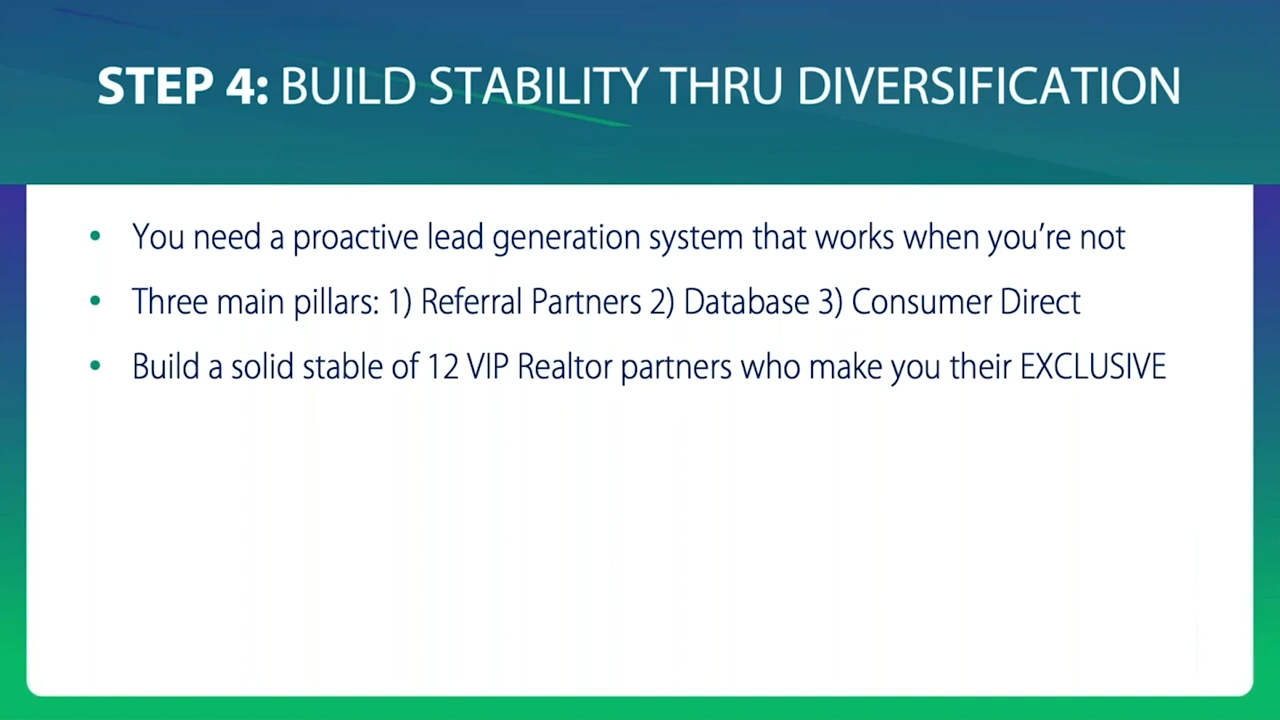 STEP 4: BUILD STABILITY THRU DIVERSIFICATION
• You need a proactive lead generation system that works when you’re not
• Three main pillars: 1) Referral Partners 2) Database 3) Consumer Direct
• Build a solid stable of 12 VIP Realtor partners who make you their EXCLUSIVE